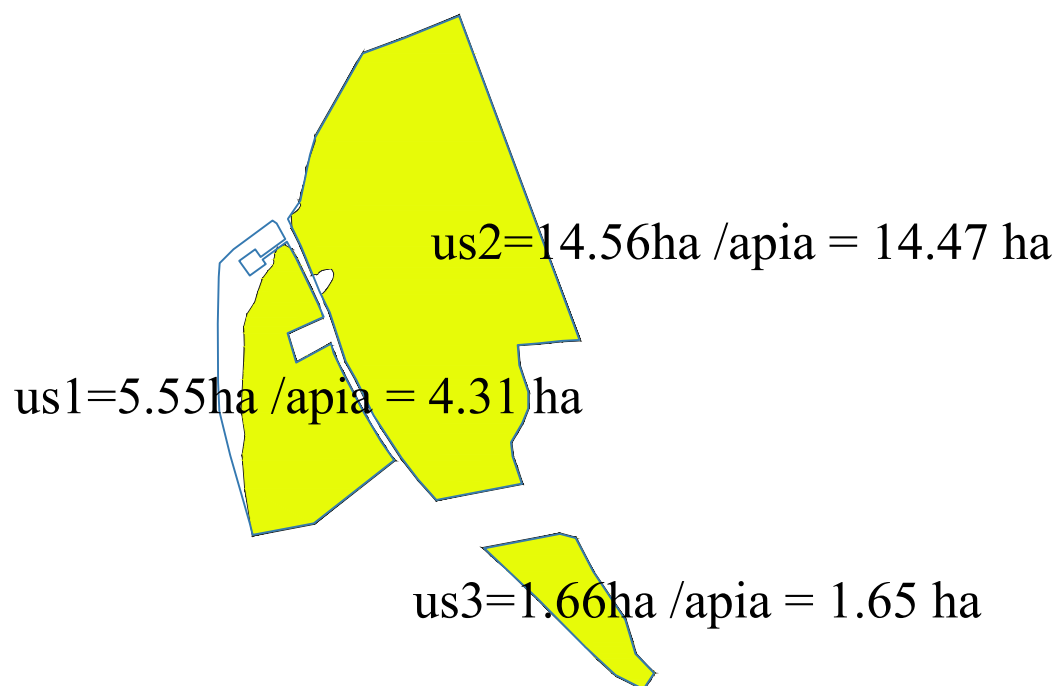 us2=14.56ha /apia = 14.47 ha
us1=5.55ha /apia = 4.31 ha
us3=1.66ha /apia = 1.65 ha